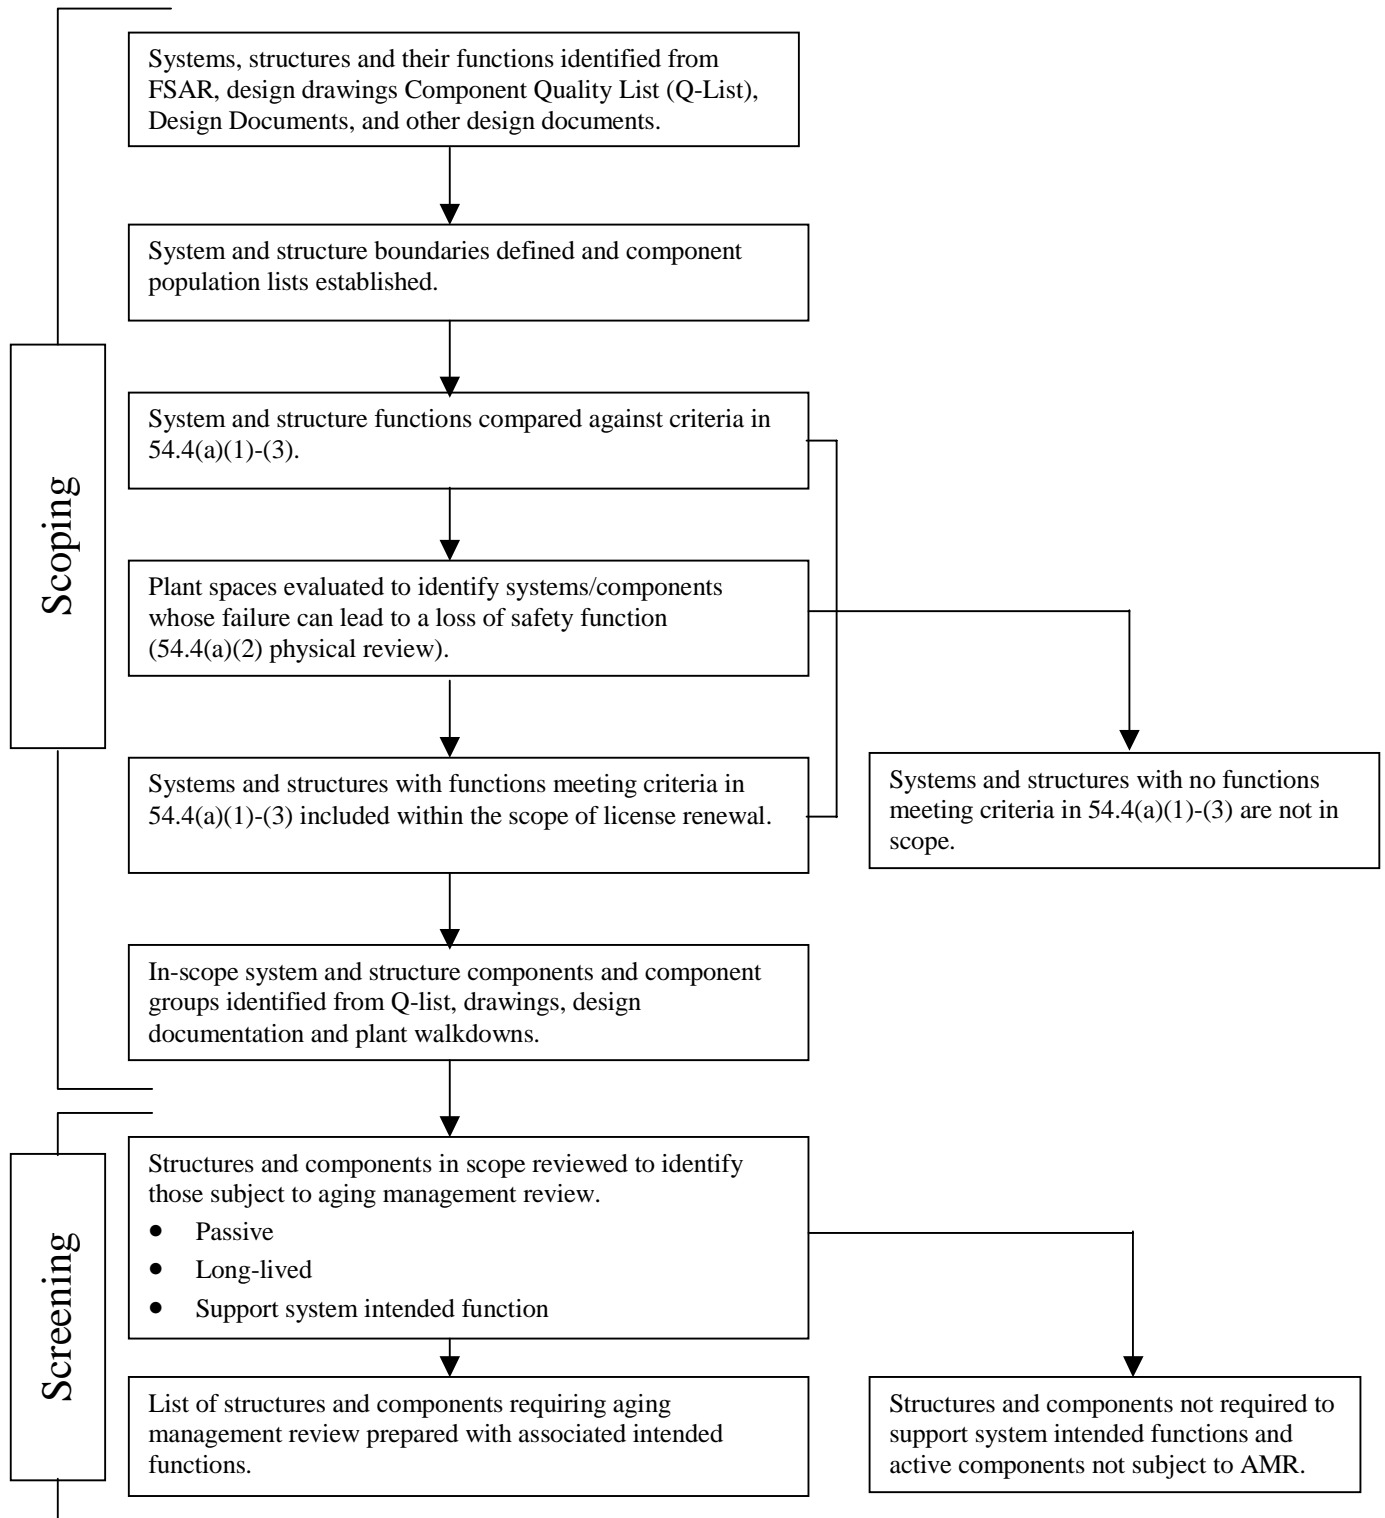 Systems, structures and their functions identified from
FSAR, design drawings Component Quality List (Q-List),
Design Documents, and other design documents.
System and structure boundaries defined and component
population lists established.
System and structure functions compared against criteria in
54.4(a)(1)-(3).
Scoping
Plant spaces evaluated to identify systems/components
whose failure can lead to a loss of safety function
(54.4(a)(2) physical review).
Systems and structures with functions meeting criteria in
54.4(a)(1)-(3) included within the scope of license renewal.
Systems and structures with no functions
meeting criteria in 54.4(a)(1)-(3) are not in
scope.
In-scope system and structure components and component
groups identified from Q-list, drawings, design
documentation and plant walkdowns.
Screening
Structures and components in scope reviewed to identify
those subject to aging management review.
● Passive
● Long-lived
● Support system intended function
List of structures and components requiring aging
management review prepared with associated intended
functions.
Structures and components not required to
support system intended functions and
active components not subject to AMR.